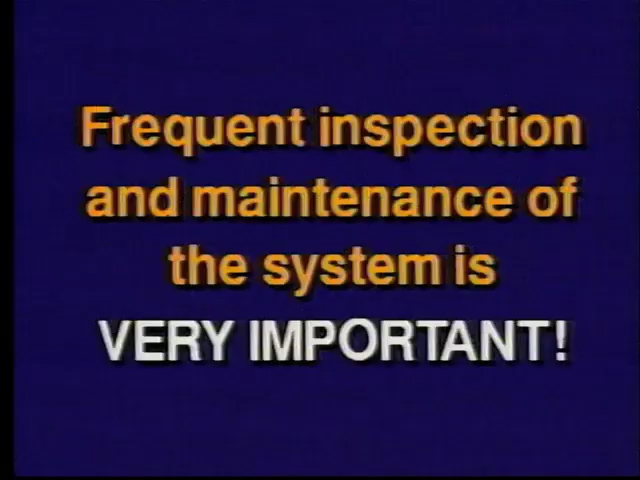 Frequent inspection
and maintenance of
the system is
VERY IMPORTANT!